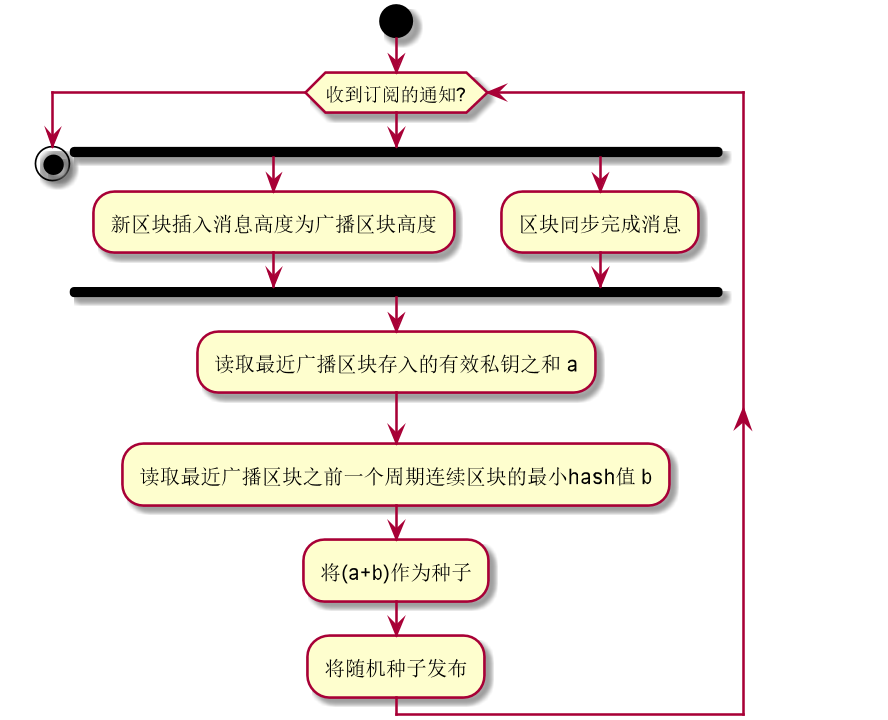 收到订阅的通知?
新区块插入消息高度为广播区块高度
区块同步完成消息
读取最近广播区块存入的有效私钥之和 a
读取最近广播区块之前一个周期连续区块的最小hash值 b
将(a+b)作为种子
将随机种子发布